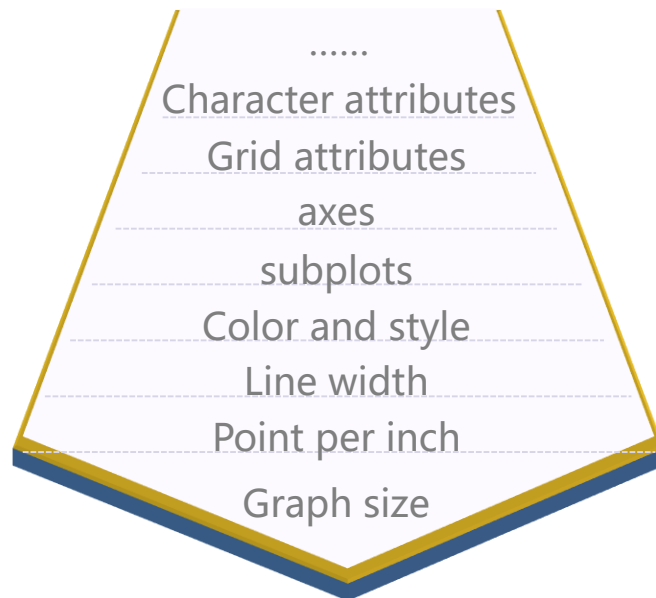 ......
Character attributes
Grid attributes
axes
subplots
Color and style
Line width
Point per inch
Graph size